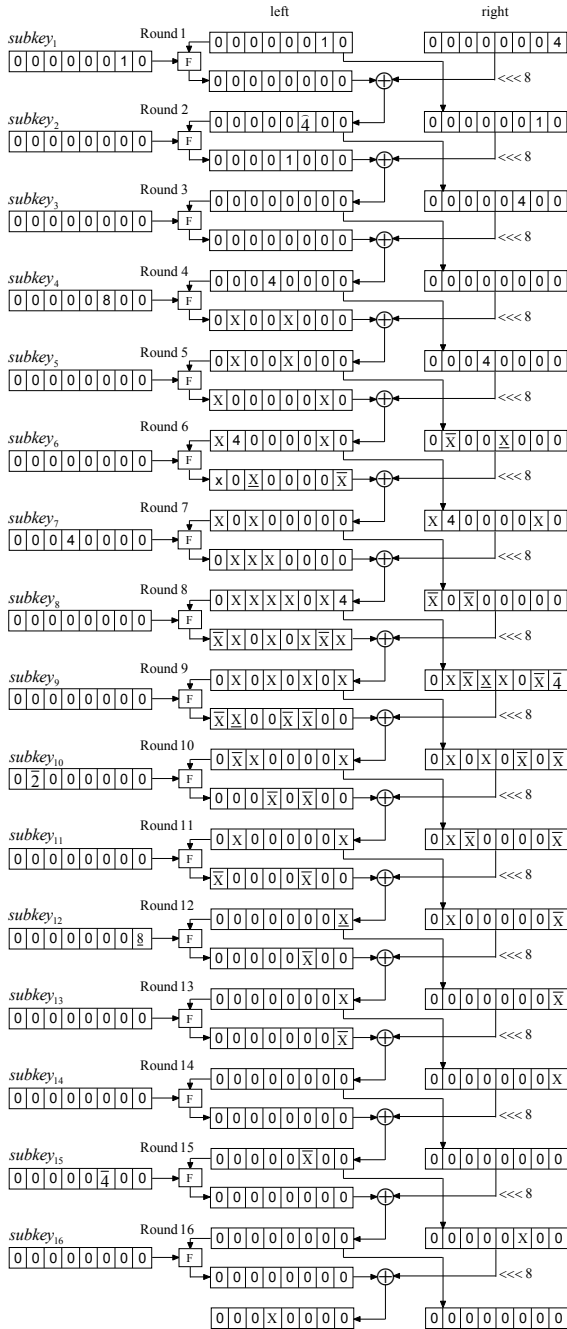 left right
subkey₁ Round 1 0 0 0 0 0 0 1 0 0 0 0 0 0 0 0 4
0 0 0 0 0 0 1 0 F
0 0 0 0 0 0 0 0 <<< 8
subkey₂ Round 2 0 0 0 0 0 4̅ 0 0 0 0 0 0 0 0 1 0
0 0 0 0 0 0 0 0 F
0 0 0 0 1 0 0 0 <<< 8
subkey₃ Round 3 0 0 0 0 0 0 0 0 0 0 0 0 0 4 0 0
0 0 0 0 0 0 0 0 F
0 0 0 0 0 0 0 0 <<< 8
subkey₄ Round 4 0 0 0 4 0 0 0 0 0 0 0 0 0 0 0 0
0 0 0 0 0 8 0 0 F
0 X 0 0 X 0 0 0 <<< 8
subkey₅ Round 5 0 X 0 0 X 0 0 0 0 0 0 4 0 0 0 0
0 0 0 0 0 0 0 0 F
X 0 0 0 0 0 X 0 <<< 8
subkey₆ Round 6 X 4 0 0 0 0 X 0 0 X̅ 0 0 X̲ 0 0 0
0 0 0 0 0 0 0 0 F
x 0 X̲ 0 0 0 0 X̅ <<< 8
subkey₇ Round 7 X 0 X 0 0 0 0 0 X 4 0 0 0 0 X 0
0 0 0 4 0 0 0 0 F
0 X X X 0 0 0 0 <<< 8
subkey₈ Round 8 0 X X X X 0 X 4 X̅ 0 X̅ 0 0 0 0 0
0 0 0 0 0 0 0 0 F
X̅ X X 0 X 0 X X̅ X <<< 8
subkey₉ Round 9 0 X 0 X 0 X 0 X 0 X X̅ X̲ X 0 X̅ 4̅
0 0 0 0 0 0 0 0 F
X̅ X̲ 0 0 X̅ X̅ 0 0 <<< 8
subkey₁₀ Round 10 0 X̅ X 0 0 0 0 X 0 X 0 X 0 X̅ 0 X̅
0 2̅ 0 0 0 0 0 0 F
0 0 0 X̅ 0 X̅ 0 0 <<< 8
subkey₁₁ Round 11 0 X 0 0 0 0 0 X 0 X X̅ 0 0 0 0 X̅
0 0 0 0 0 0 0 0 F
X̅ 0 0 0 0 X̅ 0 0 <<< 8
subkey₁₂ Round 12 0 0 0 0 0 0 0 X̲ 0 X 0 0 0 0 0 X̅
0 0 0 0 0 0 0 8̲ F
0 0 0 0 0 X̅ 0 0 <<< 8
subkey₁₃ Round 13 0 0 0 0 0 0 0 X 0 0 0 0 0 0 0 X̅
0 0 0 0 0 0 0 0 F
0 0 0 0 0 0 0 X̅ <<< 8
subkey₁₄ Round 14 0 0 0 0 0 0 0 0 0 0 0 0 0 0 0 X
0 0 0 0 0 0 0 0 F
0 0 0 0 0 0 0 0 <<< 8
subkey₁₅ Round 15 0 0 0 0 0 X̅ 0 0 0 0 0 0 0 0 0 0
0 0 0 0 0 4̅ 0 0 F
0 0 0 0 0 0 0 0 <<< 8
subkey₁₆ Round 16 0 0 0 0 0 0 0 0 0 0 0 0 0 X 0 0
0 0 0 0 0 0 0 0 F
0 0 0 0 0 0 0 0 <<< 8
0 0 0 X 0 0 0 0 0 0 0 0 0 0 0 0